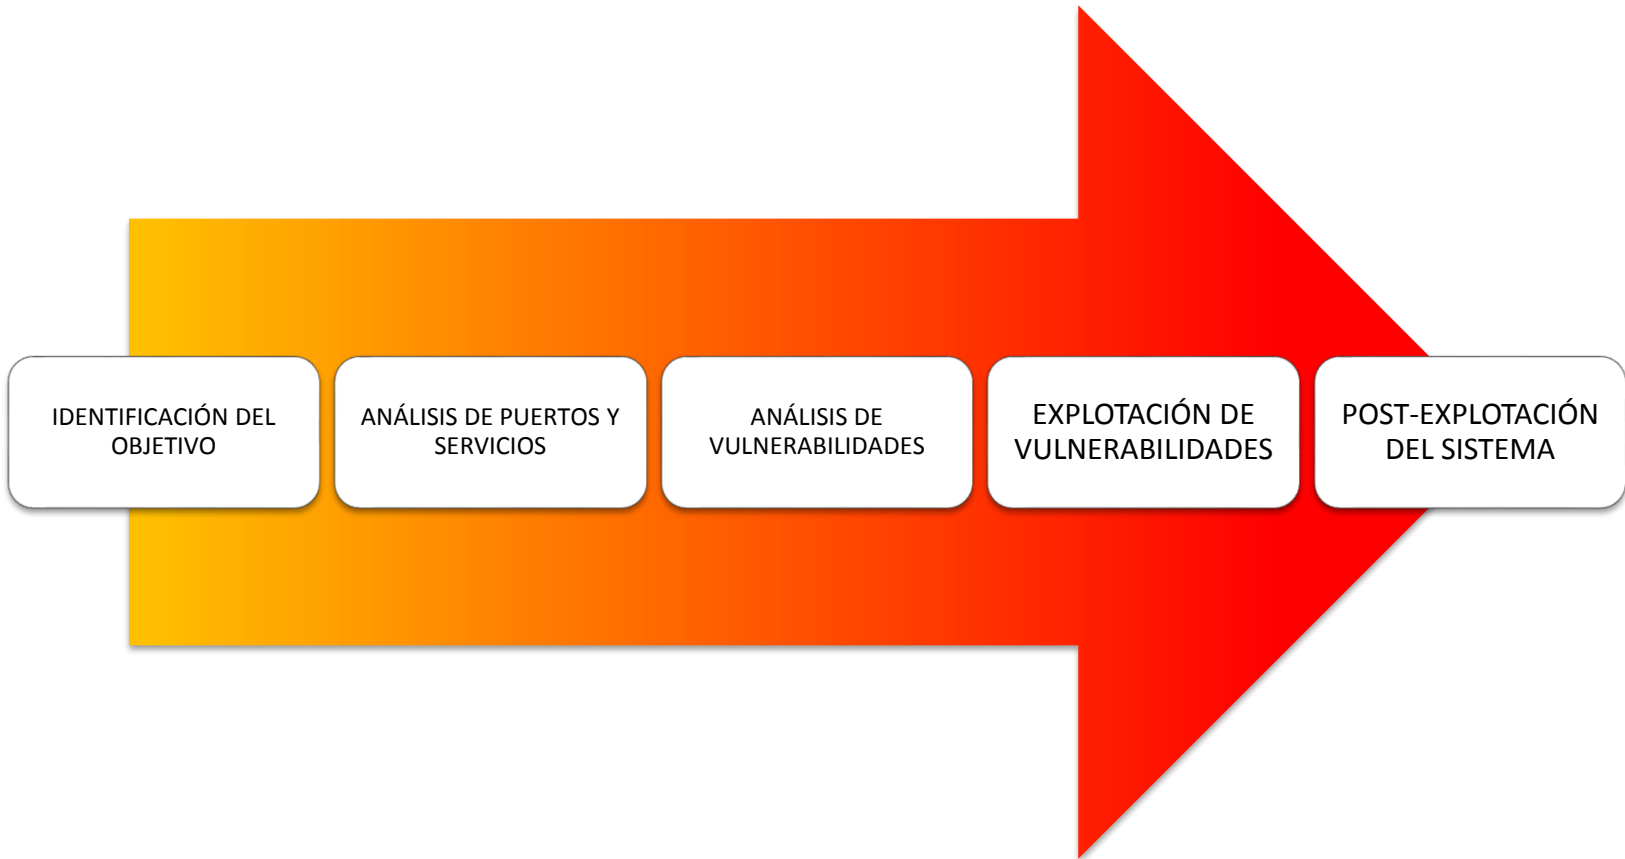 IDENTIFICACIÓN DEL
OBJETIVO
ANÁLISIS DE PUERTOS Y
SERVICIOS
ANÁLISIS DE
VULNERABILIDADES
EXPLOTACIÓN DE
VULNERABILIDADES
POST-EXPLOTACIÓN
DEL SISTEMA